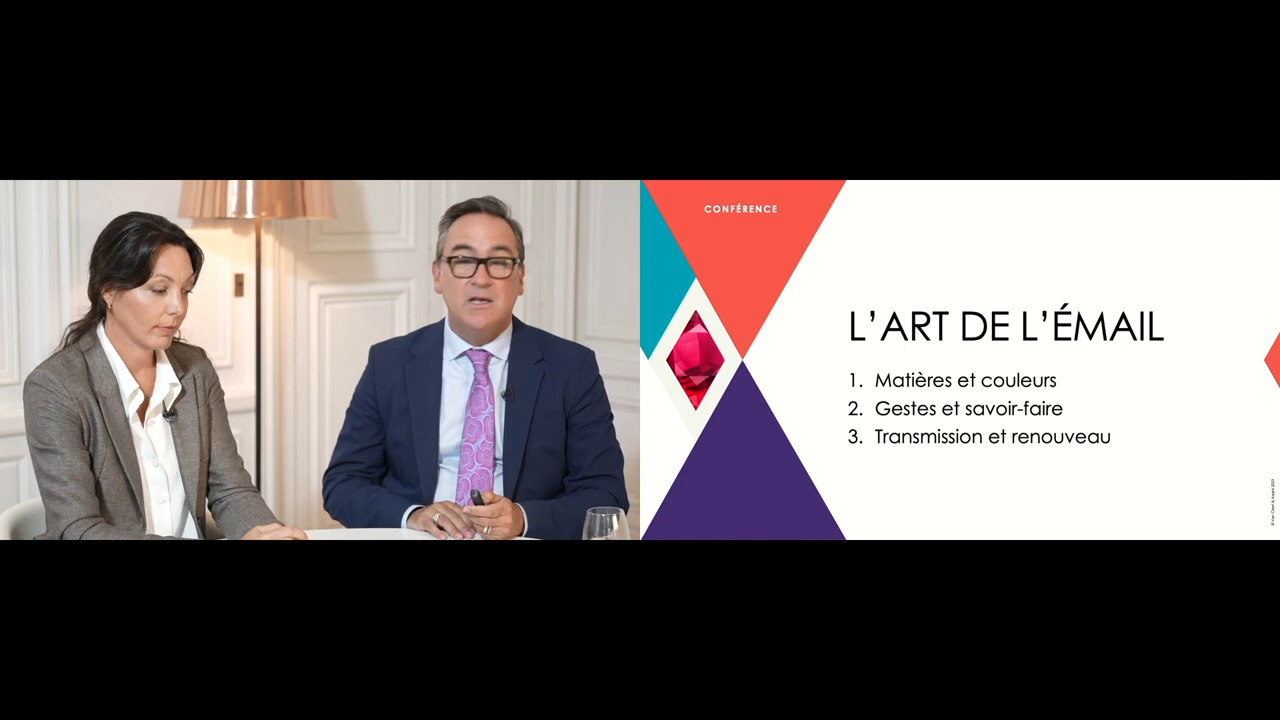 CONFÉRENCE
L’ART DE L’ÉMAIL
1. Matières et couleurs
2. Gestes et savoir-faire
3. Transmission et renouveau